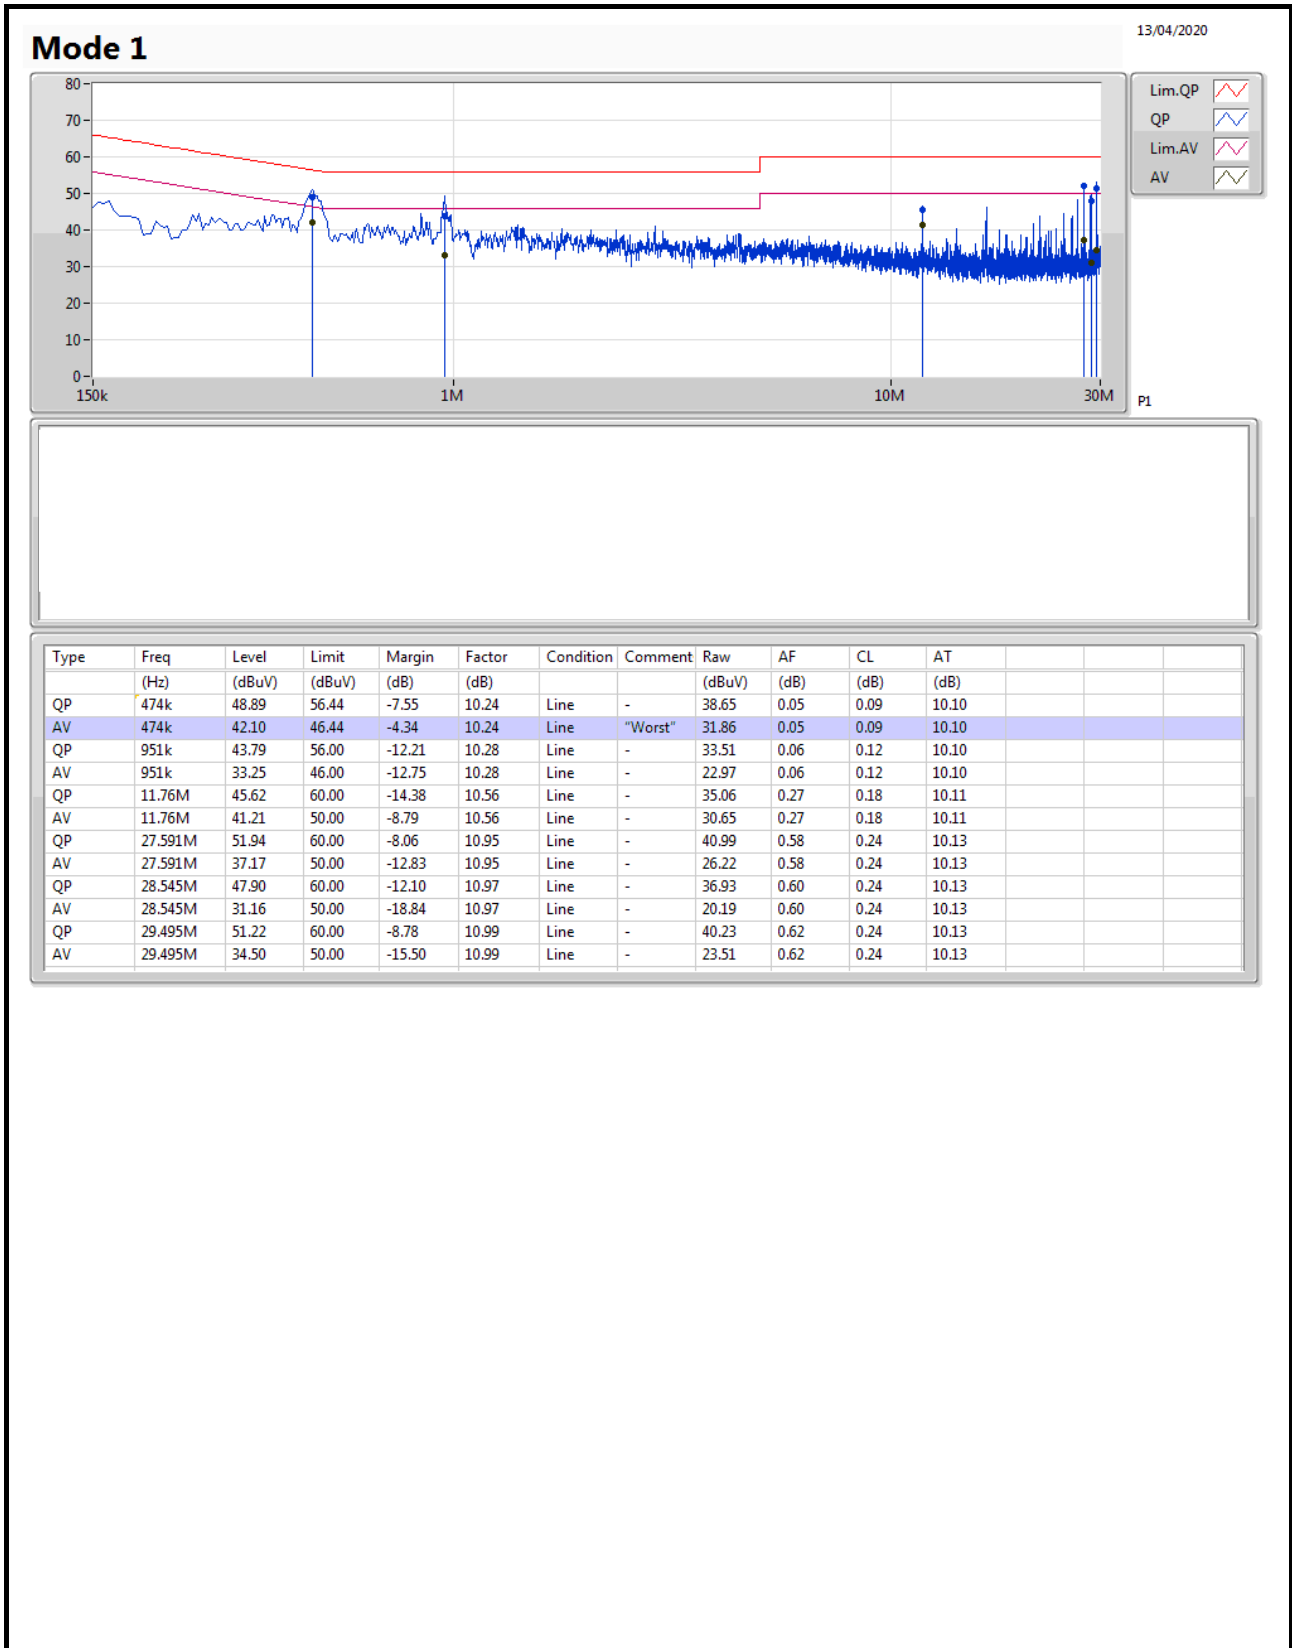 13/04/2020
Mode 1
80
70
60
50
40
30
20
10
0
150k 1M 10M 30M
Lim.QP
QP
Lim.AV
AV
P1
Type Freq Level Limit Margin Factor Condition Comment Raw AF CL AT
(Hz) (dBuV) (dBuV) (dB) (dB) (dBuV) (dB) (dB) (dB)
QP 474k 48.89 56.44 -7.55 10.24 Line - 38.65 0.05 0.09 10.10
AV 474k 42.10 46.44 -4.34 10.24 Line "Worst" 31.86 0.05 0.09 10.10
QP 951k 43.79 56.00 -12.21 10.28 Line - 33.51 0.06 0.12 10.10
AV 951k 33.25 46.00 -12.75 10.28 Line - 22.97 0.06 0.12 10.10
QP 11.76M 45.62 60.00 -14.38 10.56 Line - 35.06 0.27 0.18 10.11
AV 11.76M 41.21 50.00 -8.79 10.56 Line - 30.65 0.27 0.18 10.11
QP 27.591M 51.94 60.00 -8.06 10.95 Line - 40.99 0.58 0.24 10.13
AV 27.591M 37.17 50.00 -12.83 10.95 Line - 26.22 0.58 0.24 10.13
QP 28.545M 47.90 60.00 -12.10 10.97 Line - 36.93 0.60 0.24 10.13
AV 28.545M 31.16 50.00 -18.84 10.97 Line - 20.19 0.60 0.24 10.13
QP 29.495M 51.22 60.00 -8.78 10.99 Line - 40.23 0.62 0.24 10.13
AV 29.495M 34.50 50.00 -15.50 10.99 Line - 23.51 0.62 0.24 10.13